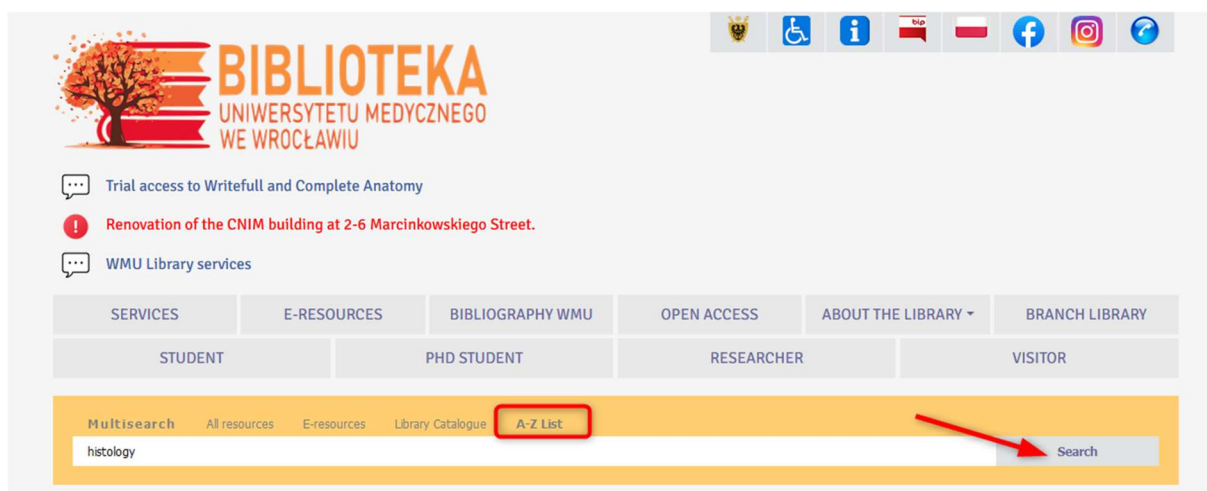 bip
BIBLIOTEKA
UNIWERSYTETU MEDYCZNEGO
WE WROCŁAWIU
Trial access to Writefull and Complete Anatomy
Renovation of the CNIM building at 2-6 Marcinkowskiego Street.
WMU Library services
SERVICES E-RESOURCES BIBLIOGRAPHY WMU OPEN ACCESS ABOUT THE LIBRARY BRANCH LIBRARY
STUDENT PHD STUDENT RESEARCHER VISITOR
Multisearch All resources E-resources Library Catalogue A-Z List
histology Search